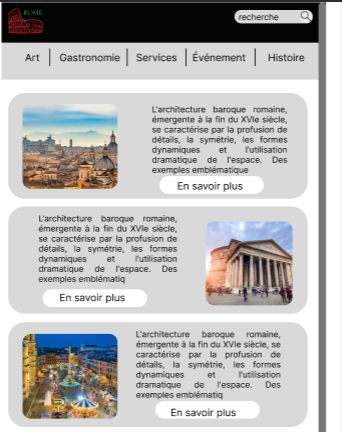 ROME
recherche
Art
Gastronomie
Services
Événement
Histoire
L'architecture baroque romaine,
émergente à la fin du XVIe siècle,
se caractérise par la profusion de
détails, la symétrie, les formes
dynamiques et l'utilisation
dramatique de l'espace. Des
exemples emblématique
En savoir plus
L'architecture baroque romaine,
émergente à la fin du XVIe siècle,
se caractérise par la profusion de
détails, la symétrie, les formes
dynamiques et l'utilisation
dramatique de l'espace. Des
exemples emblématiq
En savoir plus
L'architecture baroque romaine,
émergente à la fin du XVIe siècle, se
caractérise par la profusion de
détails, la symétrie, les formes
dynamiques et l'utilisation
dramatique de l'espace. Des
exemples emblématiq
En savoir plus